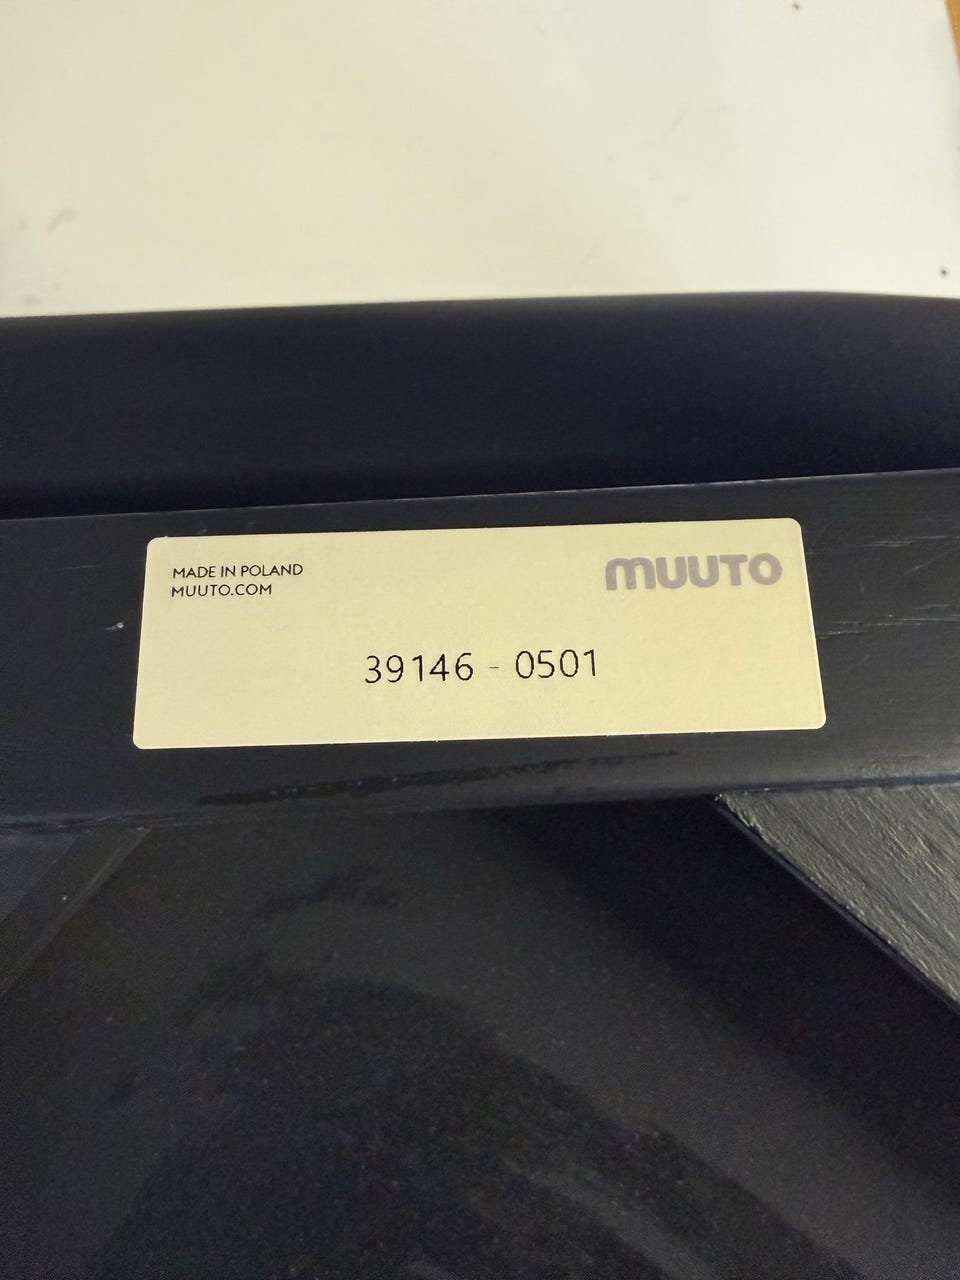 MADE IN POLAND
MUUTO.COM
MUUTO
39146 - 0501